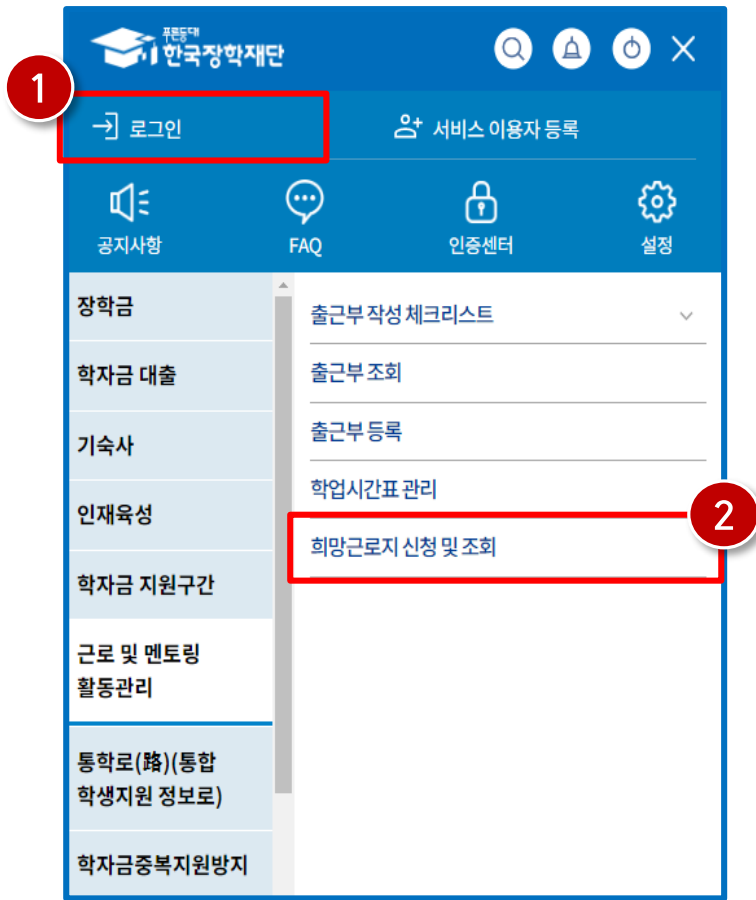 푸른등대
한국장학재단
1
로그인
서비스 이용자 등록
공지사항
FAQ
인증센터
설정
장학금
학자금 대출
기숙사
인재육성
학자금 지원구간
근로 및 멘토링
활동관리
통학로(路)(통합
학생지원 정보로)
학자금중복지원방지
출근부 작성 체크리스트
출근부 조회
출근부 등록
학업시간표 관리
2
희망근로지 신청 및 조회